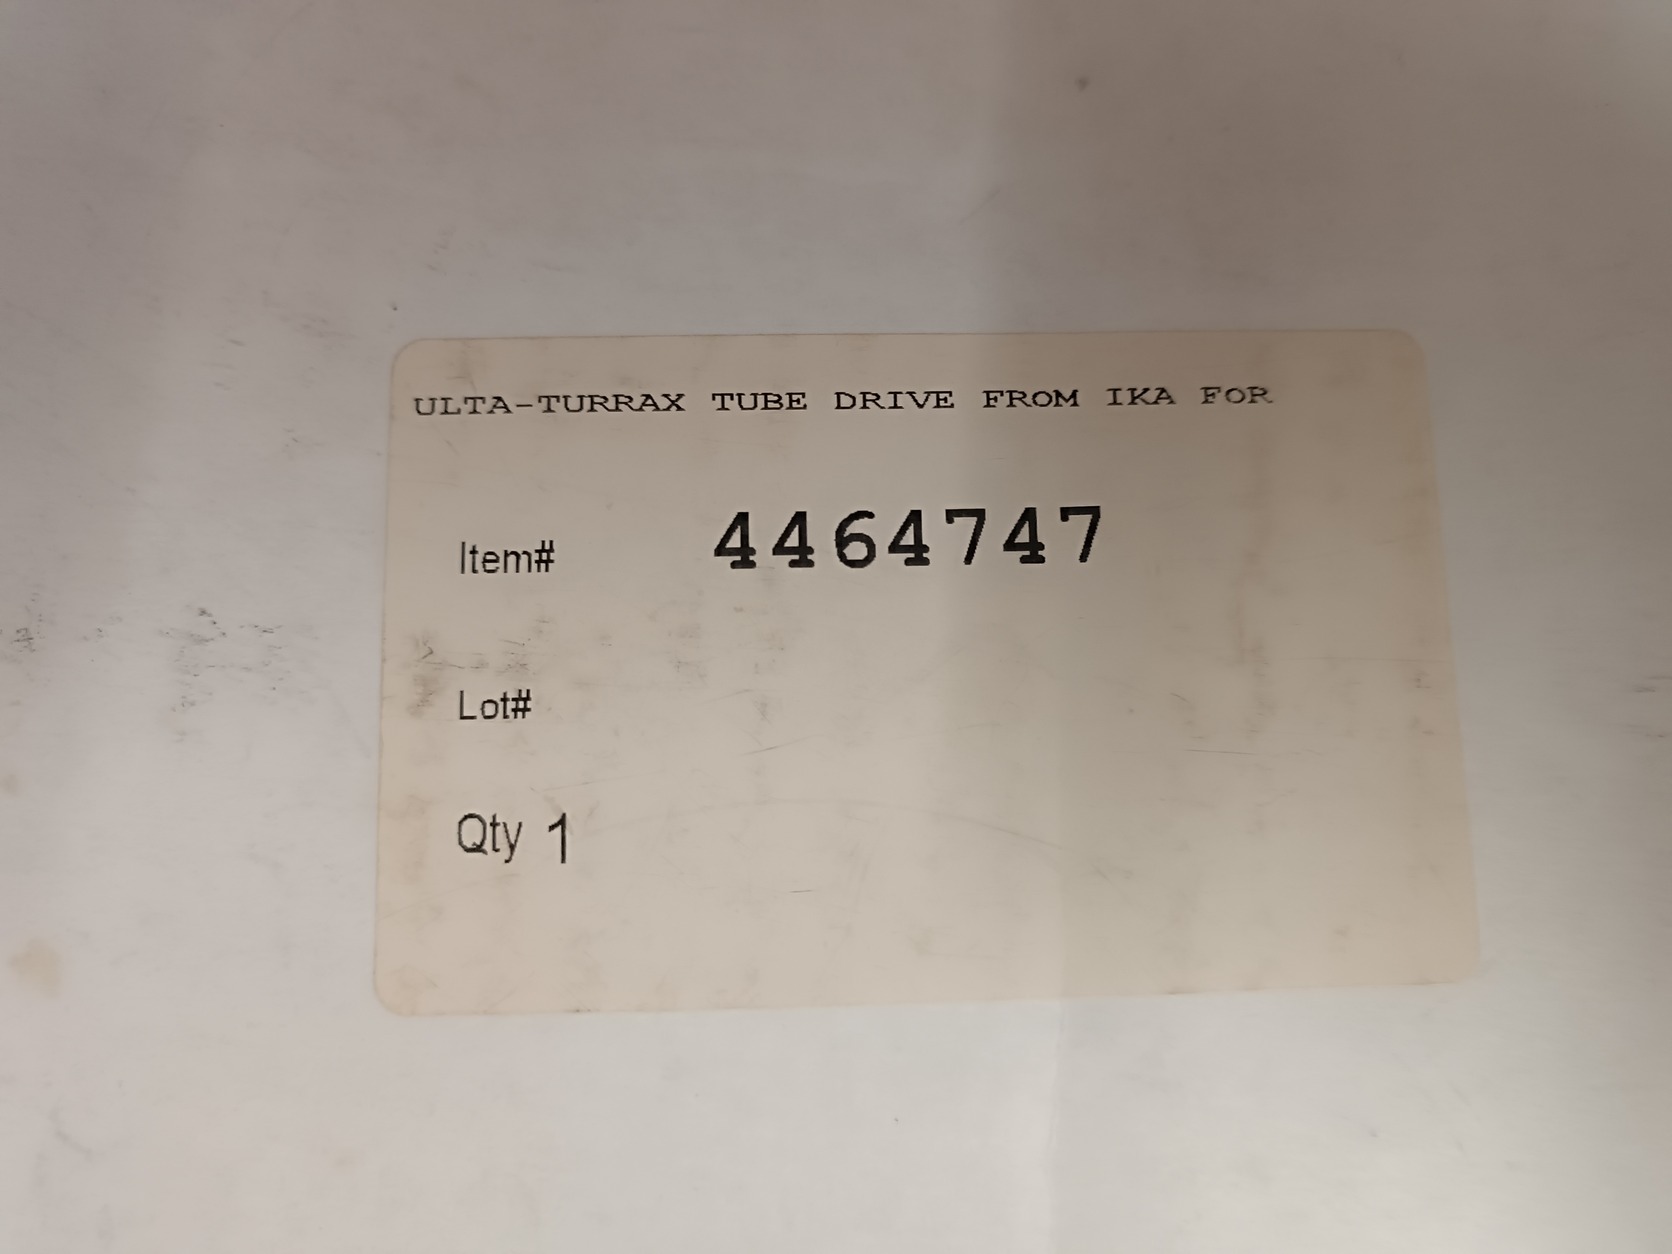 ULTA-TURRAX TUBE DRIVE FROM IKA FOR
Item# 4464747
Lot#
Qty 1